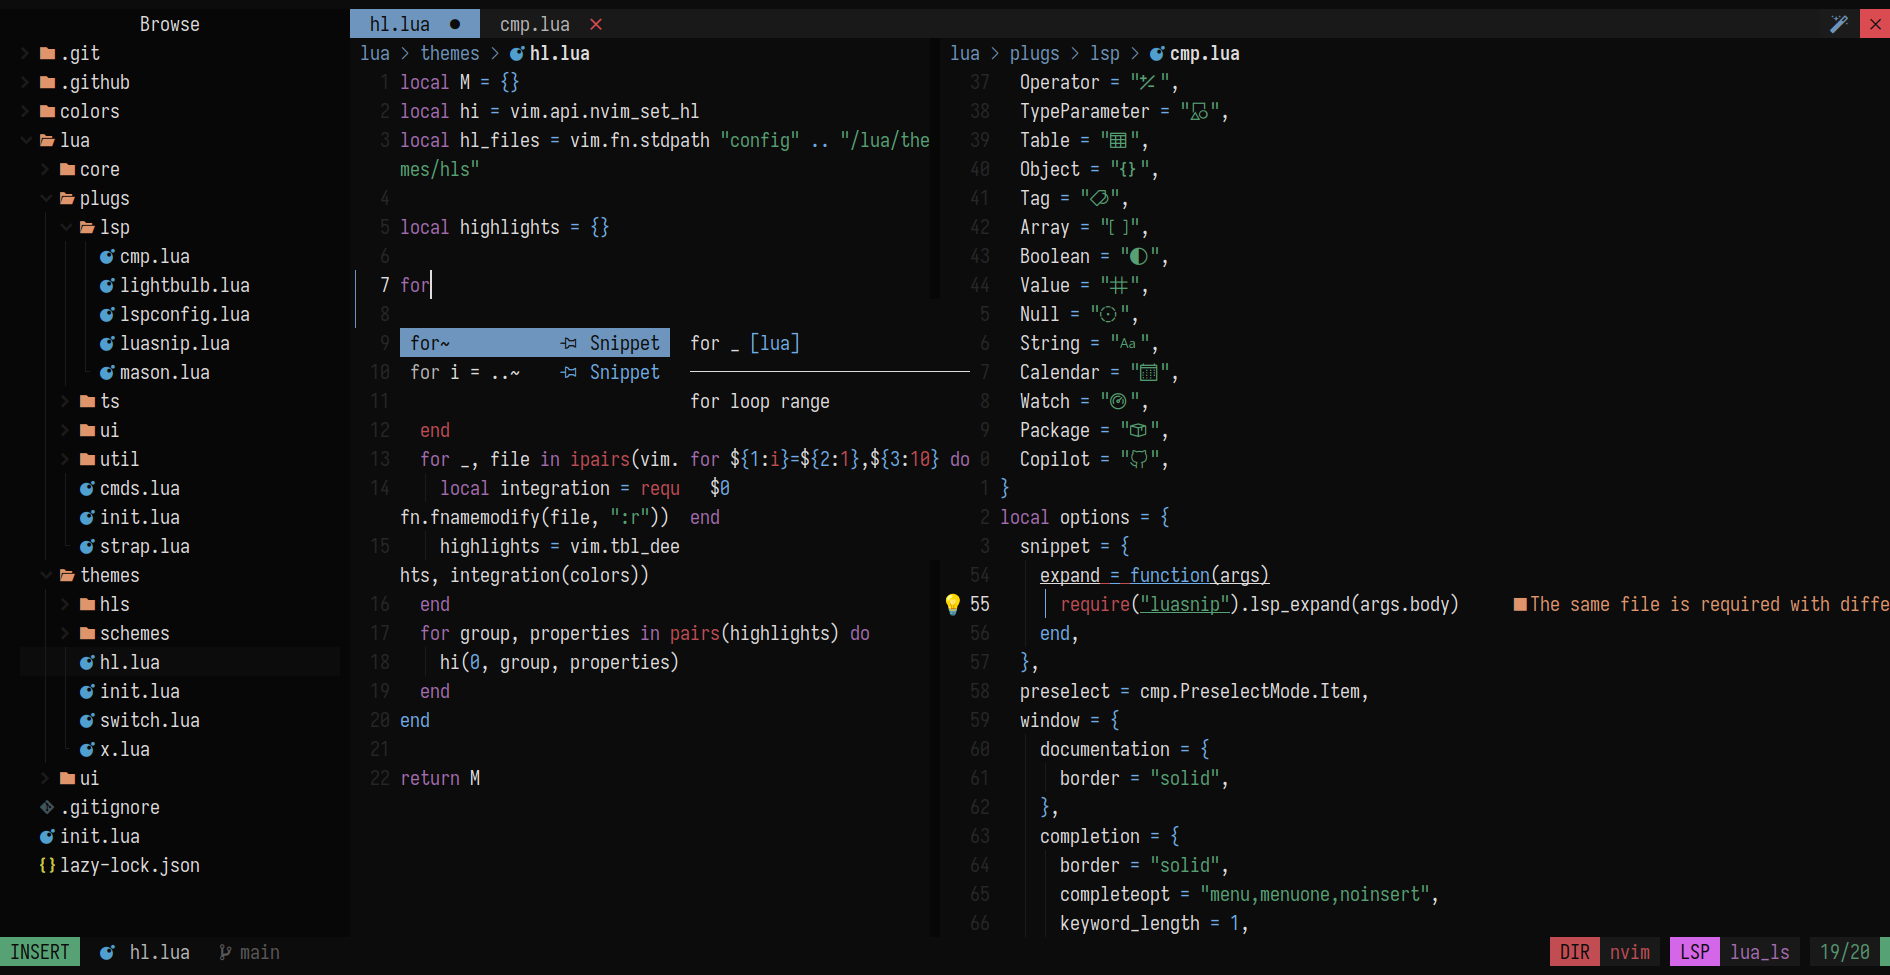 Browse
.git
.github
colors
lua
core
plugs
lsp
cmp.lua
lightbulb.lua
lspconfig.lua
luasnip.lua
mason.lua
ts
ui
util
cmds.lua
init.lua
strap.lua
themes
hls
schemes
hl.lua
init.lua
switch.lua
x.lua
ui
.gitignore
init.lua
lazy-lock.json
hl.lua ● cmp.lua ×
lua > themes > hl.lua
1 local M = {}
2 local hi = vim.api.nvim_set_hl
3 local hl_files = vim.fn.stdpath "config" .. "/lua/the
mes/hls"
4
5 local highlights = {}
6
7 for
8
9 for~ Snippet
10 for i = ..~ Snippet
11
12 end
13 for _, file in ipairs(vim.
14 local integration = requ
fn.fnamemodify(file, ":r"))
15 highlights = vim.tbl_dee
hts, integration(colors))
16 end
17 for group, properties in pairs(highlights) do
18 hi(0, group, properties)
19 end
20 end
21
22 return M
for _ [lua]
for loop range
for ${1:i}=${2:1},${3:10} do
$0
end
lua > plugs > lsp > cmp.lua
37 Operator = "",
38 TypeParameter = "",
39 Table = "",
40 Object = "{}",
41 Tag = "",
42 Array = "[ ]",
43 Boolean = "",
44 Value = "",
5 Null = "",
6 String = "Aa",
7 Calendar = "",
8 Watch = "",
9 Package = "",
0 Copilot = "",
1 }
2 local options = {
3 snippet = {
54 expand = function(args)
55 require("luasnip").lsp_expand(args.body) ■The same file is required with diffe
56 end,
57 },
58 preselect = cmp.PreselectMode.Item,
59 window = {
60 documentation = {
61 border = "solid",
62 },
63 completion = {
64 border = "solid",
65 completeopt = "menu,menuone,noinsert",
66 keyword_length = 1,
INSERT hl.lua main DIR nvim LSP lua_ls 19/20